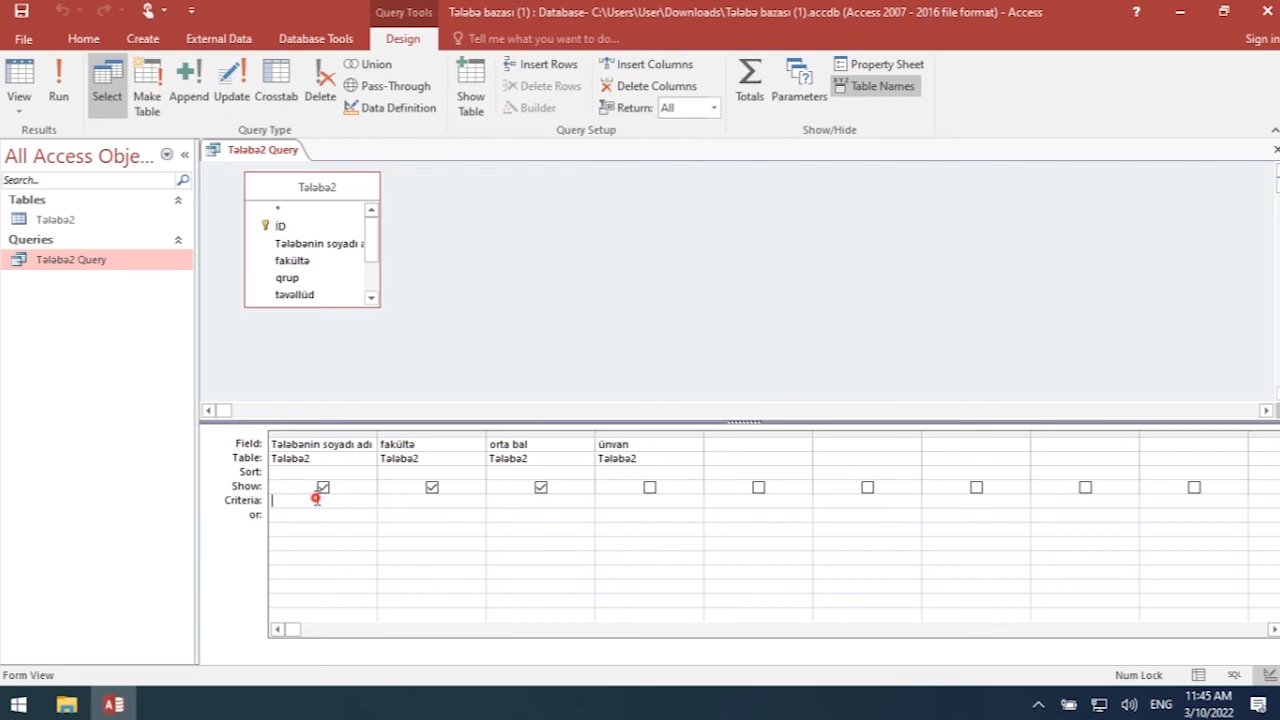 Query Tools
Tələbə bazası (1) : Database- C:\Users\User\Downloads\Tələbə bazası (1).accdb (Access 2007 - 2016 file format) - Access
?
File Home Create External Data Database Tools Design Tell me what you want to do... Sign in
View Run Select Make Table Append Update Crosstab Delete
Union
Pass-Through
Data Definition
Show Table
Insert Rows
Delete Rows
Builder
Insert Columns
Delete Columns
Return: All
Totals Parameters
Property Sheet
Table Names
Results Query Type Query Setup Show/Hide
All Access Obje...
Search...
Tables
Tələbə2
Queries
Tələbə2 Query
Tələbə2 Query
Tələbə2
*
İD
Tələbənin soyadı a
fakültə
qrup
təvəllüd
Field: Tələbənin soyadı adı fakültə orta bal ünvan
Table: Tələbə2 Tələbə2 Tələbə2 Tələbə2
Sort:
Show:
Criteria:
or:
Form View Num Lock SQL
ENG
11:45 AM
3/10/2022